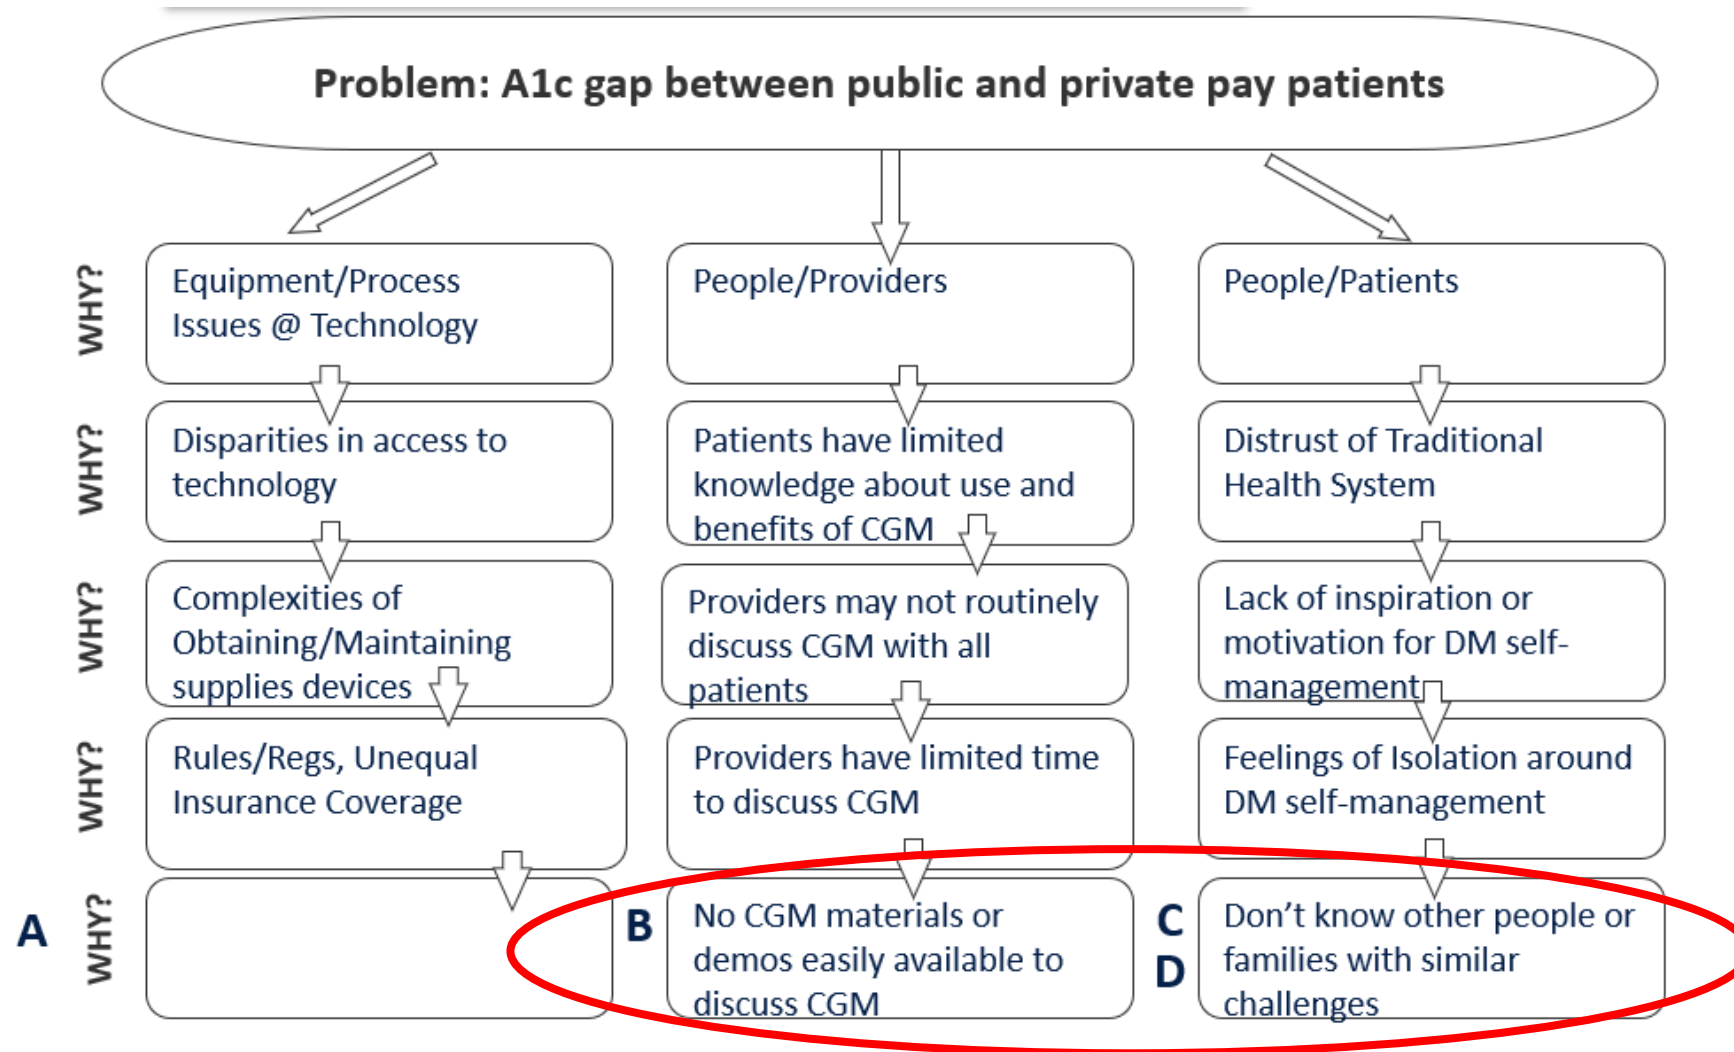 Problem: A1c gap between public and private pay patients
WHY?
Equipment/Process
Issues @ Technology
People/Providers
People/Patients
WHY?
Disparities in access to
technology
Patients have limited
knowledge about use and
benefits of CGM
Distrust of Traditional
Health System
WHY?
Complexities of
Obtaining/Maintaining
supplies devices
Providers may not routinely
discuss CGM with all
patients
Lack of inspiration or
motivation for DM self-
management
WHY?
Rules/Regs, Unequal
Insurance Coverage
Providers have limited time
to discuss CGM
Feelings of Isolation around
DM self-management
A
WHY?
B
No CGM materials or
demos easily available to
discuss CGM
C
D
Don’t know other people or
families with similar
challenges